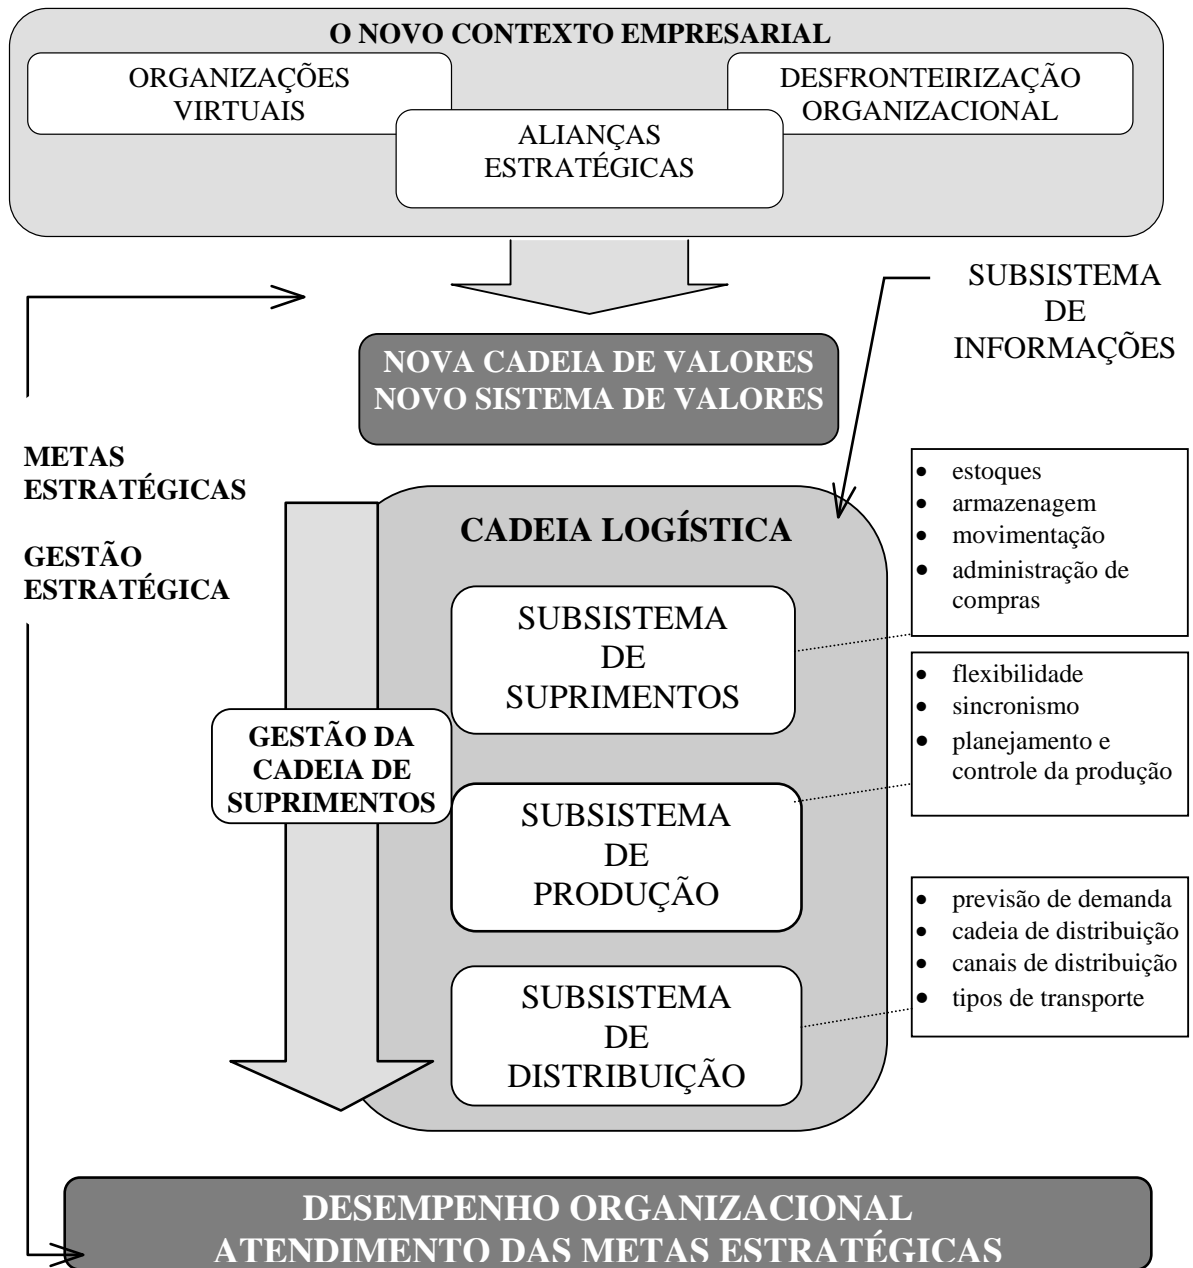 O NOVO CONTEXTO EMPRESARIAL
ORGANIZAÇÕES
VIRTUAIS
DESFRONTEIRIZAÇÃO
ORGANIZACIONAL
ALIANÇAS
ESTRATÉGICAS
SUBSISTEMA
DE
INFORMAÇÕES
NOVA CADEIA DE VALORES
NOVO SISTEMA DE VALORES
METAS
ESTRATÉGICAS
GESTÃO
ESTRATÉGICA
CADEIA LOGÍSTICA
SUBSISTEMA
DE
SUPRIMENTOS
• estoques
• armazenagem
• movimentação
• administração de
compras
GESTÃO DA
CADEIA DE
SUPRIMENTOS
SUBSISTEMA
DE
PRODUÇÃO
• flexibilidade
• sincronismo
• planejamento e
controle da produção
SUBSISTEMA
DE
DISTRIBUIÇÃO
• previsão de demanda
• cadeia de distribuição
• canais de distribuição
• tipos de transporte
DESEMPENHO ORGANIZACIONAL
ATENDIMENTO DAS METAS ESTRATÉGICAS